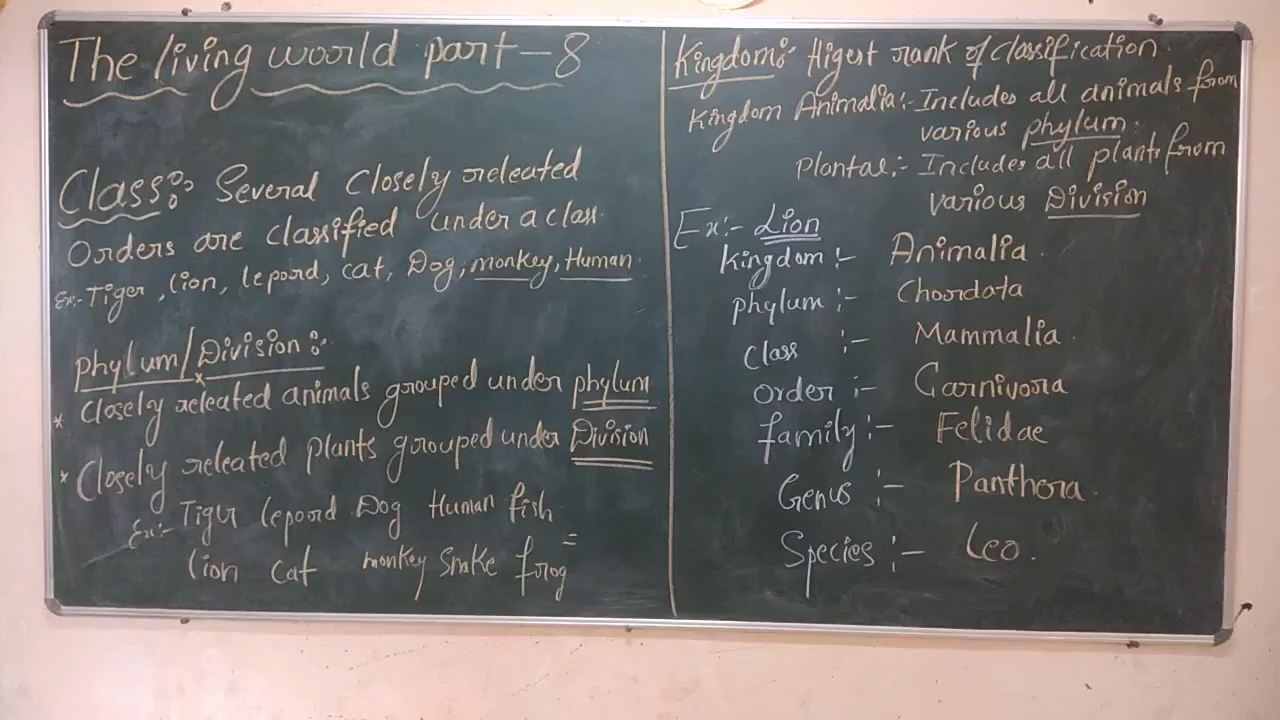 The living world part-8
Class:- Several Closely releated
Orders are classified under a class.
Ex:- Tiger, lion, lepord, cat, Dog, monkey, Human.
Phylum/Division:-
* Closely releated animals grouped under phylum
* Closely releated plants grouped under Division
Ex:- Tiger lepord Dog Human fish
lion cat monkey snake frog
Kingdom:- Higest rank of classification.
Kingdom Animalia:- Includes all animals from
various phylum.
Plantae:- Includes all plants from
various Division
Ex:- Lion
Kingdom:- Animalia.
Phylum:- Chordata
Class:- Mammalia.
Order:- Carnivora
family:- Felidae
Genus:- Panthera.
Species:- Leo.